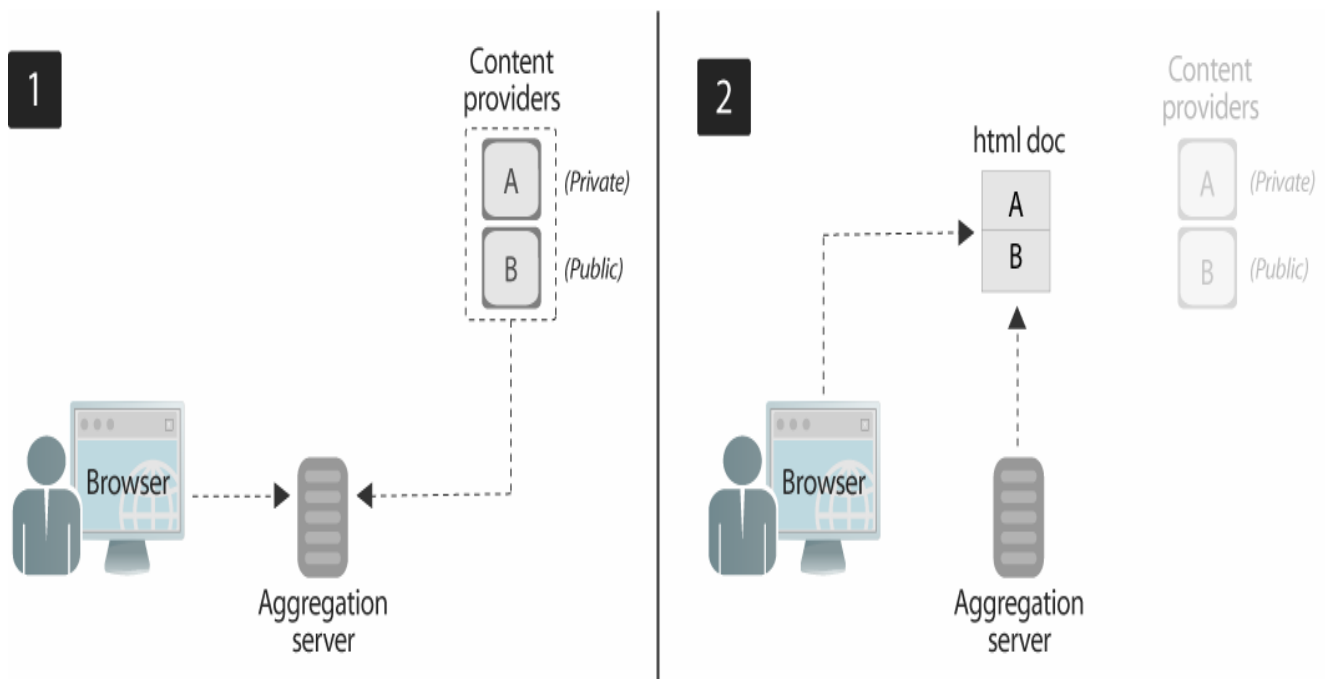 1
Content
providers
A (Private)
B (Public)
Browser
Aggregation
server
2
html doc
A
B
Content
providers
A (Private)
B (Public)
Browser
Aggregation
server